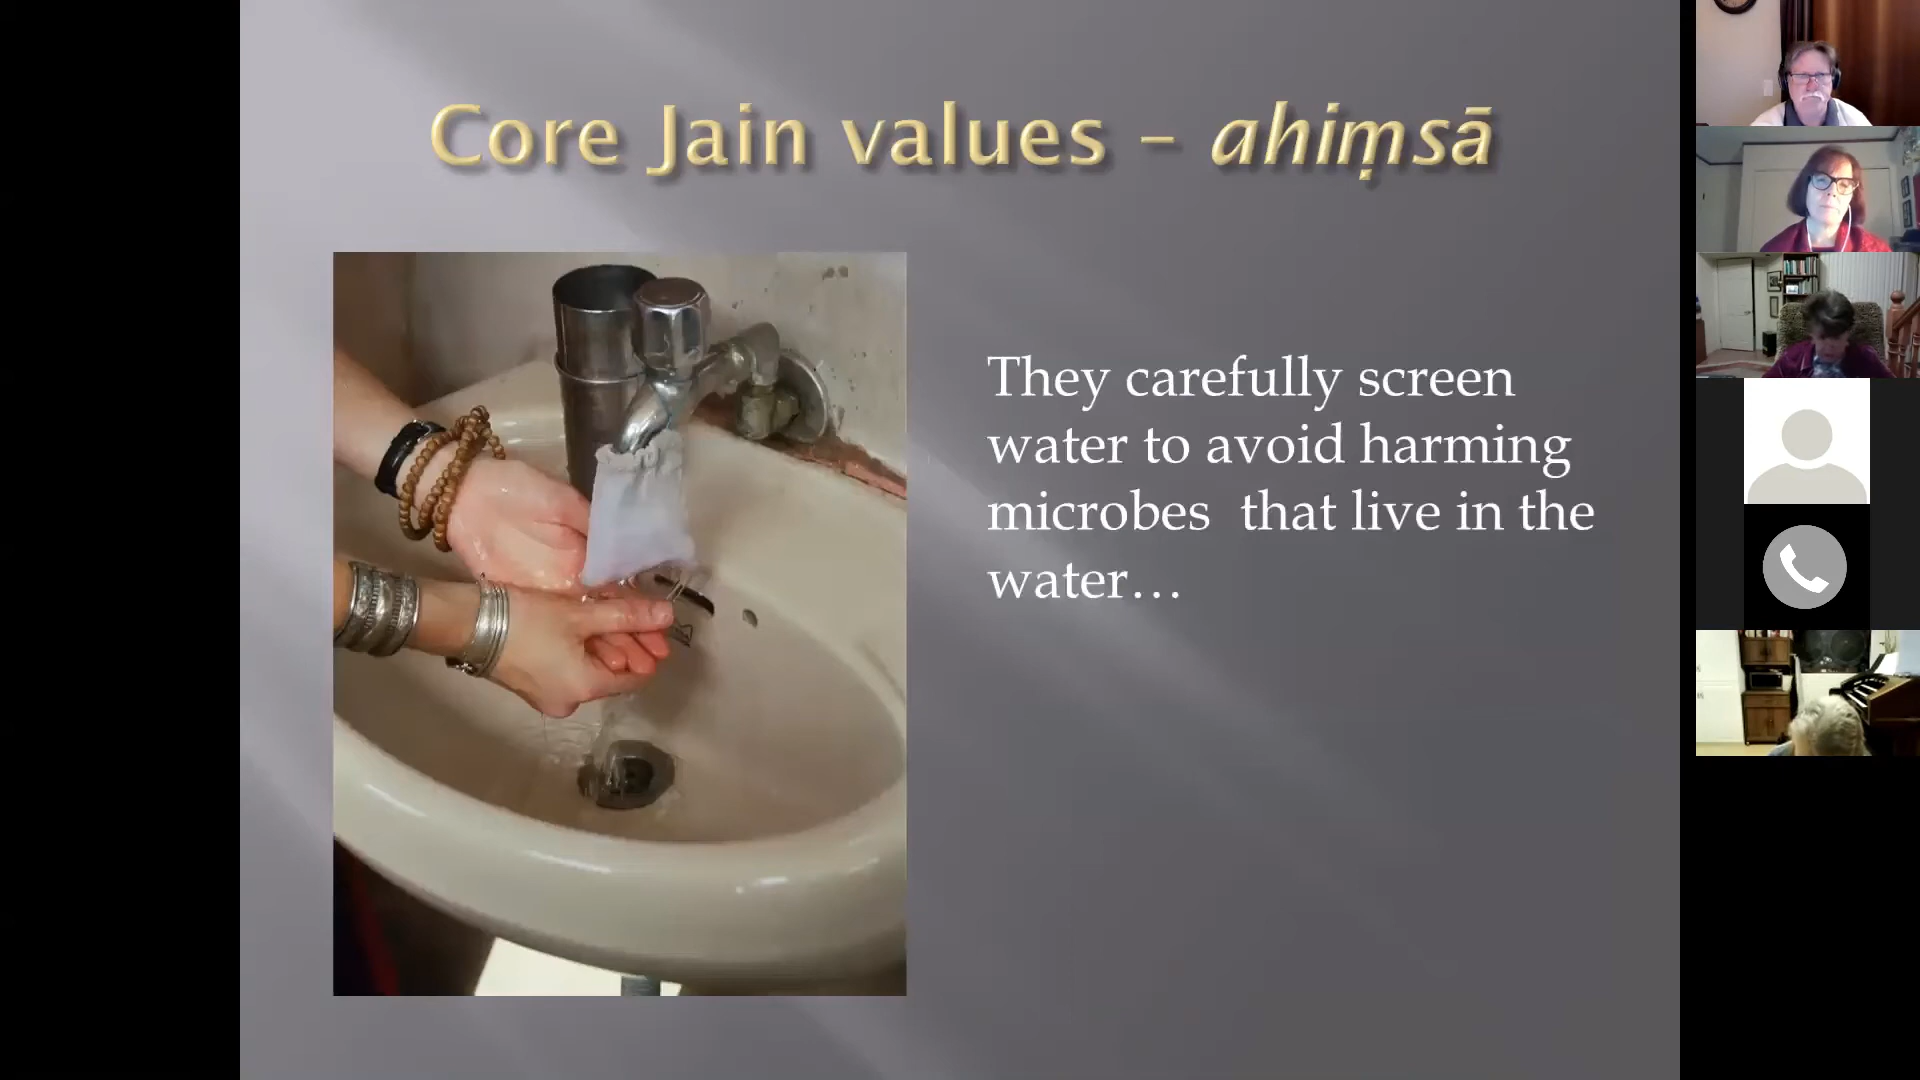 Core Jain values – ahiṃsā
They carefully screen
water to avoid harming
microbes  that live in the
water…